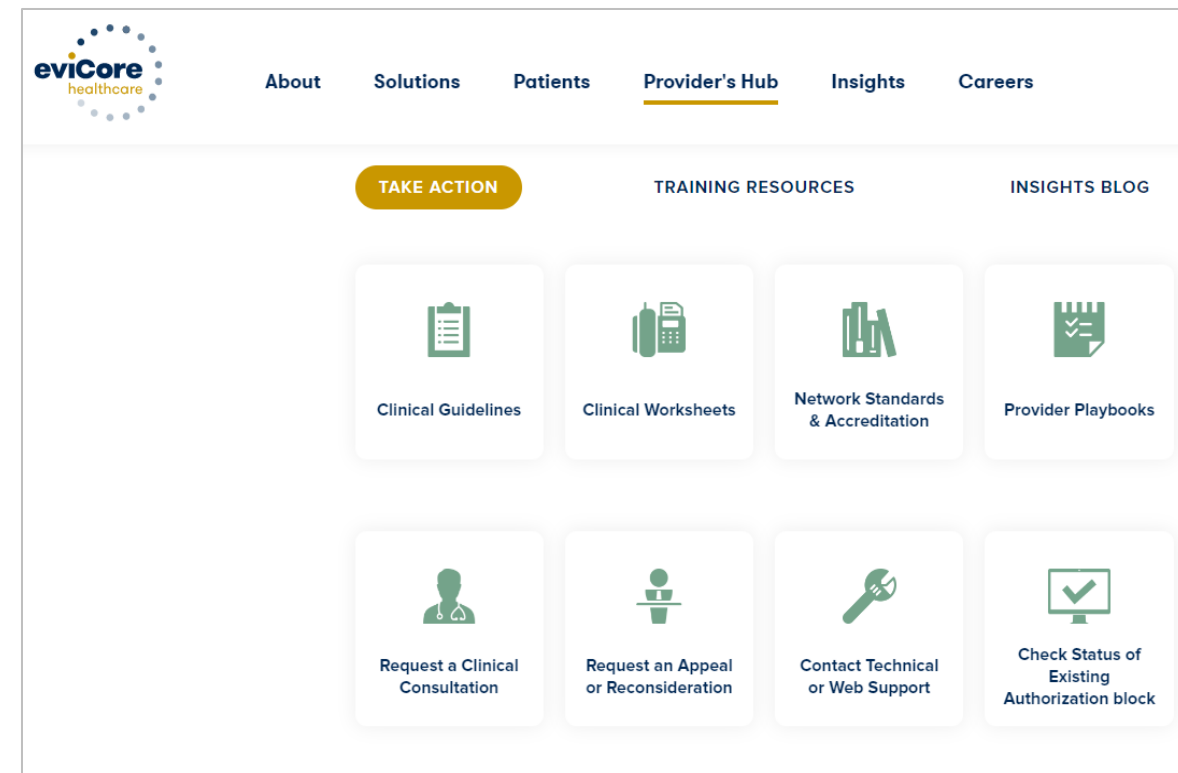 eviCore
healthcare
About Solutions Patients Provider's Hub Insights Careers
TAKE ACTION TRAINING RESOURCES INSIGHTS BLOG
Clinical Guidelines
Clinical Worksheets
Network Standards
& Accreditation
Provider Playbooks
Request a Clinical
Consultation
Request an Appeal
or Reconsideration
Contact Technical
or Web Support
Check Status of
Existing
Authorization block